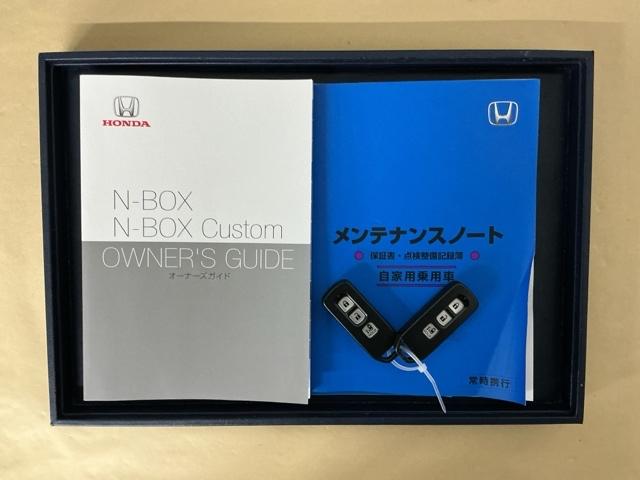 HONDA
N-BOX
N-BOX Custom
OWNER'S GUIDE
オーナーズガイド
メンテナンスノート
保証書・点検整備記録簿
自家用乗用車
常時携行